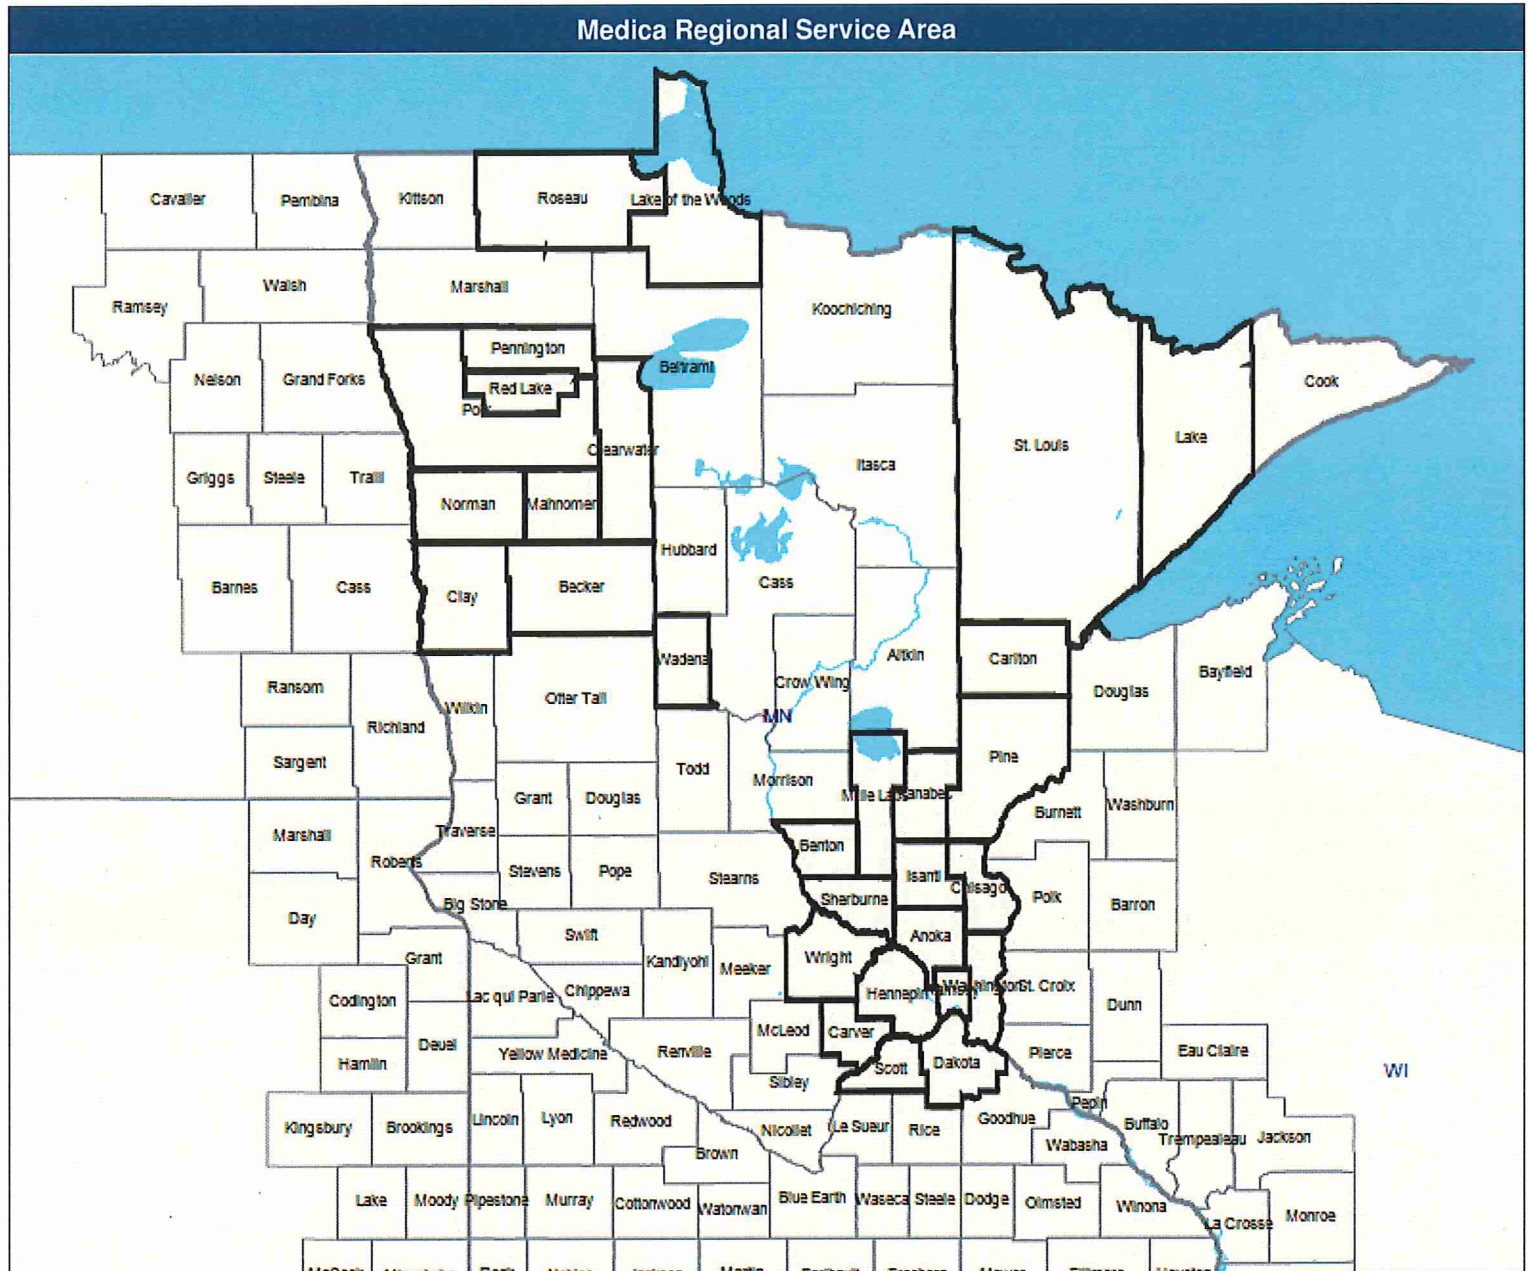 Medica Regional Service Area
Cavalier
Pembina
Kittson
Roseau
Lake of the Woods
Ramsey
Walsh
Marshall
Koochiching
Nelson
Grand Forks
Pennington
Red Lake
Beltrami
Cook
Clearwater
St. Louis
Lake
Itasca
Griggs
Steele
Traill
Norman
Mahnomen
Hubbard
Barnes
Cass
Clay
Becker
Cass
Wadena
Aitkin
Carlton
Crow Wing
Douglas
Bayfield
Ransom
Richland
Wilkin
Otter Tail
MN
Sargent
Todd
Morrison
Pine
Grant
Douglas
Mille Lacs
Kanabec
Burnett
Washburn
Marshall
Traverse
Roberts
Benton
Stevens
Pope
Stearns
Isanti
Chisago
Polk
Barron
Day
Big Stone
Sherburne
Swift
Anoka
Grant
Kandiyohi
Meeker
Wright
Codington
Lac qui Parle
Chippewa
Hennepin
Washington
St. Croix
Dunn
McLeod
Carver
Deuel
Hamlin
Yellow Medicine
Renville
Sibley
Scott
Dakota
Pierce
Eau Claire
WI
Kingsbury
Brookings
Lincoln
Lyon
Redwood
Nicollet
Le Sueur
Rice
Goodhue
Pepin
Buffalo
Trempealeau
Jackson
Brown
Wabasha
Lake
Moody
Pipestone
Murray
Cottonwood
Watonwan
Blue Earth
Waseca
Steele
Dodge
Olmsted
Winona
La Crosse
Monroe